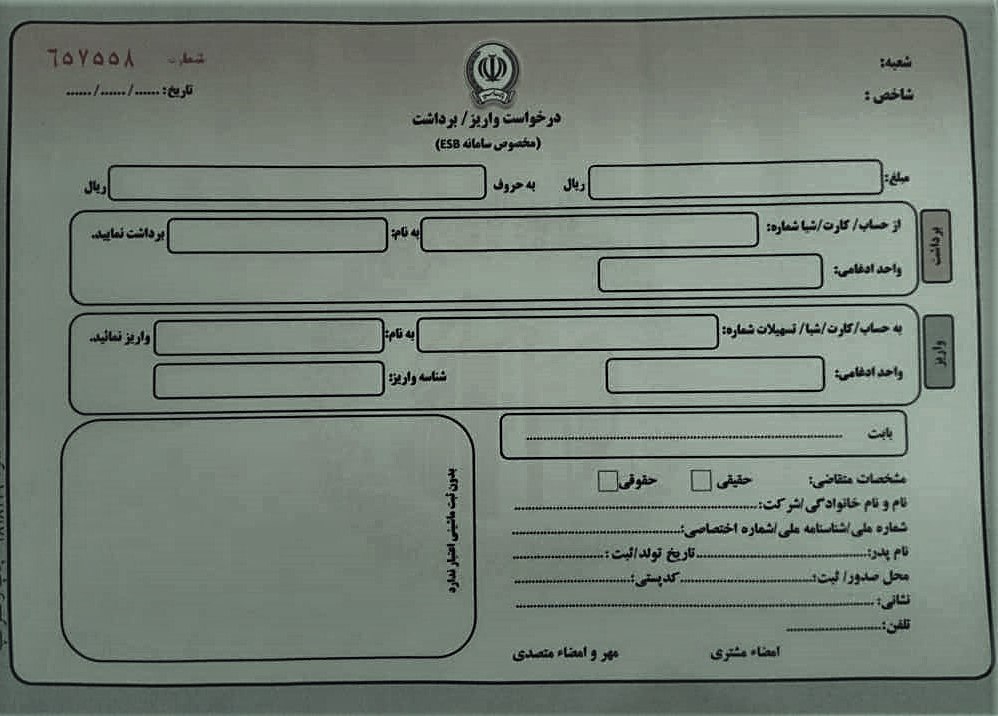 شعبه:
شماره ٦٥٧٥٥٨
شاخص:
تاریخ: ....../....../......
درخواست واریز/ برداشت
(مخصوص سامانه ESB)
مبلغ: ریال به حروف ریال
برداشت
از حساب/ کارت/شبا شماره: به نام: برداشت نمایید.
واحد ادغامی:
واریز
به حساب/کارت/شبا/ تسهیلات شماره: به نام: واریز نمائید.
واحد ادغامی: شناسه واریز:
بابت ............................................................
مشخصات متقاضی: حقیقی حقوقی
نام و نام خانوادگی/شرکت:............................................................
شماره ملی/شناسنامه ملی/شماره اختصاصی:........................................
نام پدر:........................................تاریخ تولد/ثبت:....................
محل صدور/ ثبت:..............................کدپستی:..............................
نشانی:......................................................................
تلفن:....................
امضاء مشتری مهر و امضاء متصدی
بدون ثبت ماشینی اعتبار ندارد